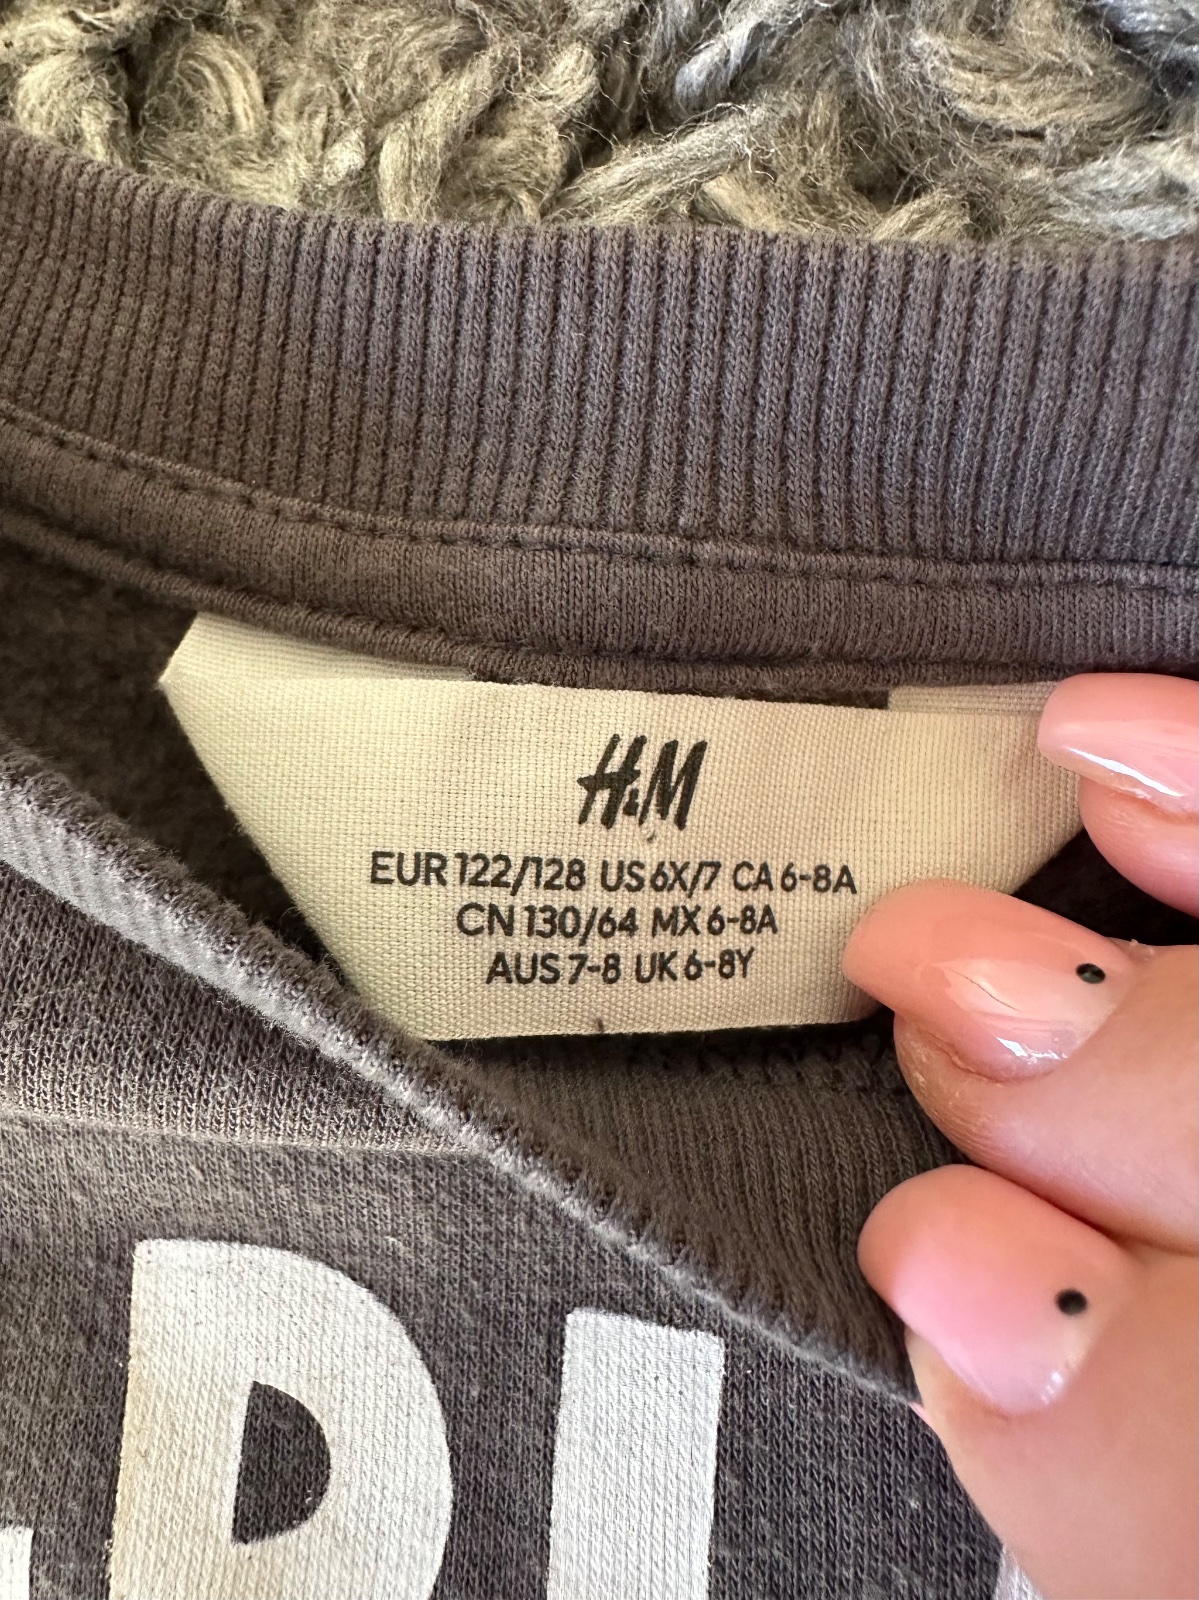 H&M
EUR 122/128 US 6X/7 CA 6-8A
CN 130/64 MX 6-8A
AUS 7-8 UK 6-8Y